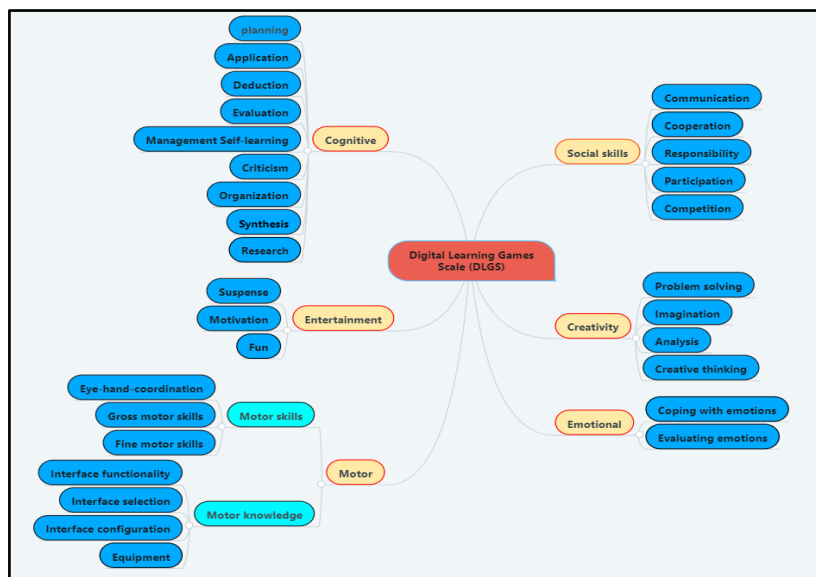 planning
Application
Deduction
Evaluation
Management Self-learning
Criticism
Organization
Synthesis
Research
Cognitive
Suspense
Motivation
Fun
Entertainment
Eye-hand-coordination
Gross motor skills
Fine motor skills
Motor skills
Interface functionality
Interface selection
Interface configuration
Equipment
Motor knowledge
Motor
Digital Learning Games
Scale (DLGS)
Social skills
Communication
Cooperation
Responsibility
Participation
Competition
Creativity
Problem solving
Imagination
Analysis
Creative thinking
Emotional
Coping with emotions
Evaluating emotions